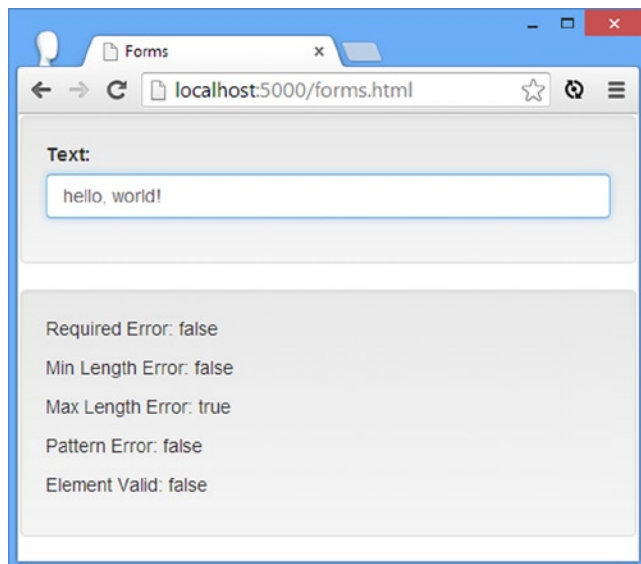 Forms
localhost:5000/forms.html
Text:
hello, world!
Required Error: false
Min Length Error: false
Max Length Error: true
Pattern Error: false
Element Valid: false